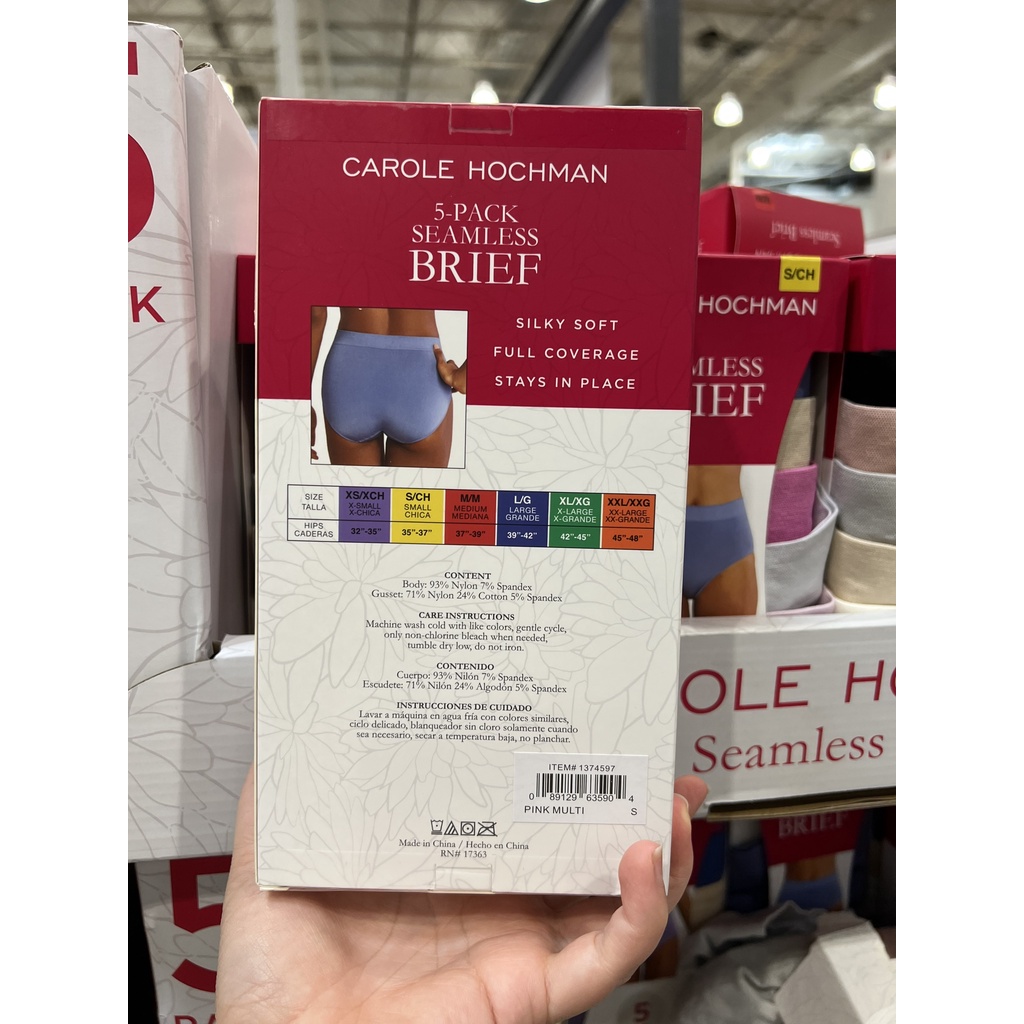 CAROLE HOCHMAN
5-PACK
SEAMLESS
BRIEF
SILKY SOFT
FULL COVERAGE
STAYS IN PLACE
SIZE TALLA XS/XCH X-SMALL X-CHICA S/CH SMALL CHICA M/M MEDIUM MEDIANA L/G LARGE GRANDE XL/XG X-LARGE X-GRANDE XXL/XXG XX-LARGE XX-GRANDE
HIPS CADERAS 32"-35" 35"-37" 37"-39" 39"-42" 42"-45" 45"-48"
CONTENT
Body: 93% Nylon 7% Spandex
Gusset: 71% Nylon 24% Cotton 5% Spandex
CARE INSTRUCTIONS
Machine wash cold with like colors, gentle cycle,
only non-chlorine bleach when needed,
tumble dry low, do not iron.
CONTENIDO
Cuerpo: 93% Nilón 7% Spandex
Escudete: 71% Nilón 24% Algodon 5% Spandex
INSTRUCCIONES DE CUIDADO
Lavar a máquina en agua fría con colores similares,
ciclo delicado, blanqueador sin cloro solamente cuando
sea necesario, secar a temperatura baja, no planchar.
ITEM# 1374597
0 89129 63590 4
PINK MULTI S
Made in China / Hecho en China
RN# 17363
Seamless Brief
S/CH
HOCHMAN
MLESS
IEF
OLE HO
Seamless
BRIEF
K
5
5